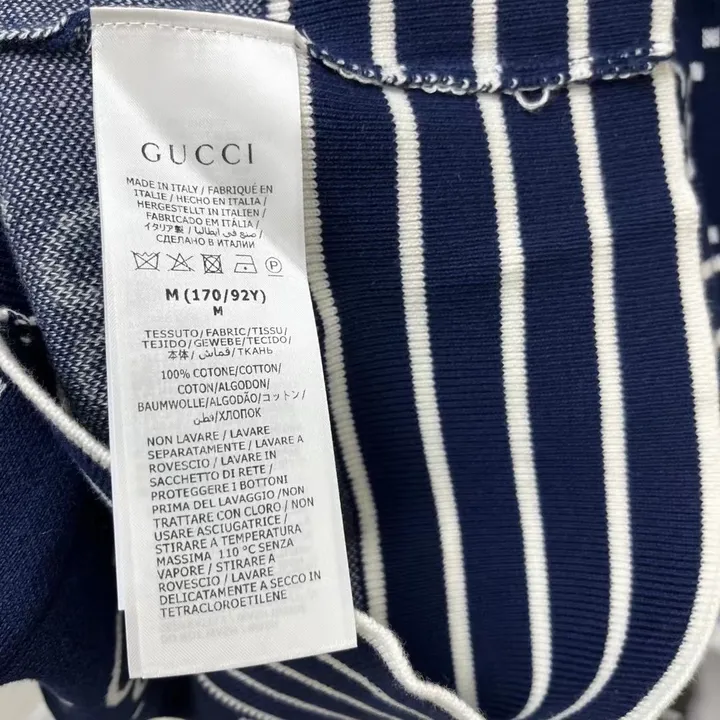 GUCCI
MADE IN ITALY / FABRIQUÉ EN
ITALIE / HECHO EN ITALIA /
HERGESTELLT IN ITALIEN /
FABRICADO EM ITÁLIA /
イタリア製 / صنع في ايطاليا /
СДЕЛАНО В ИТАЛИИ
P
M (170/92Y)
M
TESSUTO/FABRIC/TISSU/
TEJIDO/GEWEBE/TECIDO/
本体/ قماش /ТКАНЬ
100% COTONE/COTTON/
COTON/ALGODON/
BAUMWOLLE/ALGODÃO/コットン/
قطن/ХЛОПОК
NON LAVARE / LAVARE
SEPARATAMENTE / LAVARE A
ROVESCIO / LAVARE IN
SACCHETTO DI RETE /
PROTEGGERE I BOTTONI
PRIMA DEL LAVAGGIO /NON
TRATTARE CON CLORO / NON
USARE ASCIUGATRICE /
STIRARE A TEMPERATURA
MASSIMA 110 °C SENZA
VAPORE / STIRARE A
ROVESCIO / LAVARE
DELICATAMENTE A SECCO IN
TETRACLOROETILENE